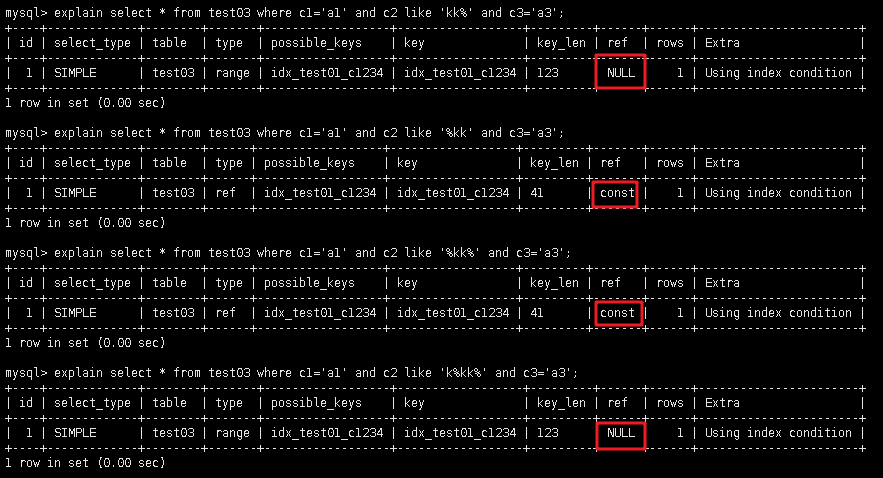 mysql> explain select * from test03 where c1='a1' and c2 like 'kk%' and c3='a3';
+----+-------------+--------+-------+------------------+------------------+---------+------+------+-----------------------+
| id | select_type | table | type | possible_keys | key | key_len | ref | rows | Extra |
+----+-------------+--------+-------+------------------+------------------+---------+------+------+-----------------------+
| 1 | SIMPLE | test03 | range | idx_test01_c1234 | idx_test01_c1234 | 123 | NULL | 1 | Using index condition |
+----+-------------+--------+-------+------------------+------------------+---------+------+------+-----------------------+
1 row in set (0.00 sec)
mysql> explain select * from test03 where c1='a1' and c2 like '%kk' and c3='a3';
+----+-------------+--------+------+------------------+------------------+---------+-------+------+-----------------------+
| id | select_type | table | type | possible_keys | key | key_len | ref | rows | Extra |
+----+-------------+--------+------+------------------+------------------+---------+-------+------+-----------------------+
| 1 | SIMPLE | test03 | ref | idx_test01_c1234 | idx_test01_c1234 | 41 | const | 1 | Using index condition |
+----+-------------+--------+------+------------------+------------------+---------+-------+------+-----------------------+
1 row in set (0.00 sec)
mysql> explain select * from test03 where c1='a1' and c2 like '%kk%' and c3='a3';
+----+-------------+--------+------+------------------+------------------+---------+-------+------+-----------------------+
| id | select_type | table | type | possible_keys | key | key_len | ref | rows | Extra |
+----+-------------+--------+------+------------------+------------------+---------+-------+------+-----------------------+
| 1 | SIMPLE | test03 | ref | idx_test01_c1234 | idx_test01_c1234 | 41 | const | 1 | Using index condition |
+----+-------------+--------+------+------------------+------------------+---------+-------+------+-----------------------+
1 row in set (0.00 sec)
mysql> explain select * from test03 where c1='a1' and c2 like 'k%kk%' and c3='a3';
+----+-------------+--------+-------+------------------+------------------+---------+------+------+-----------------------+
| id | select_type | table | type | possible_keys | key | key_len | ref | rows | Extra |
+----+-------------+--------+-------+------------------+------------------+---------+------+------+-----------------------+
| 1 | SIMPLE | test03 | range | idx_test01_c1234 | idx_test01_c1234 | 123 | NULL | 1 | Using index condition |
+----+-------------+--------+-------+------------------+------------------+---------+------+------+-----------------------+
1 row in set (0.00 sec)